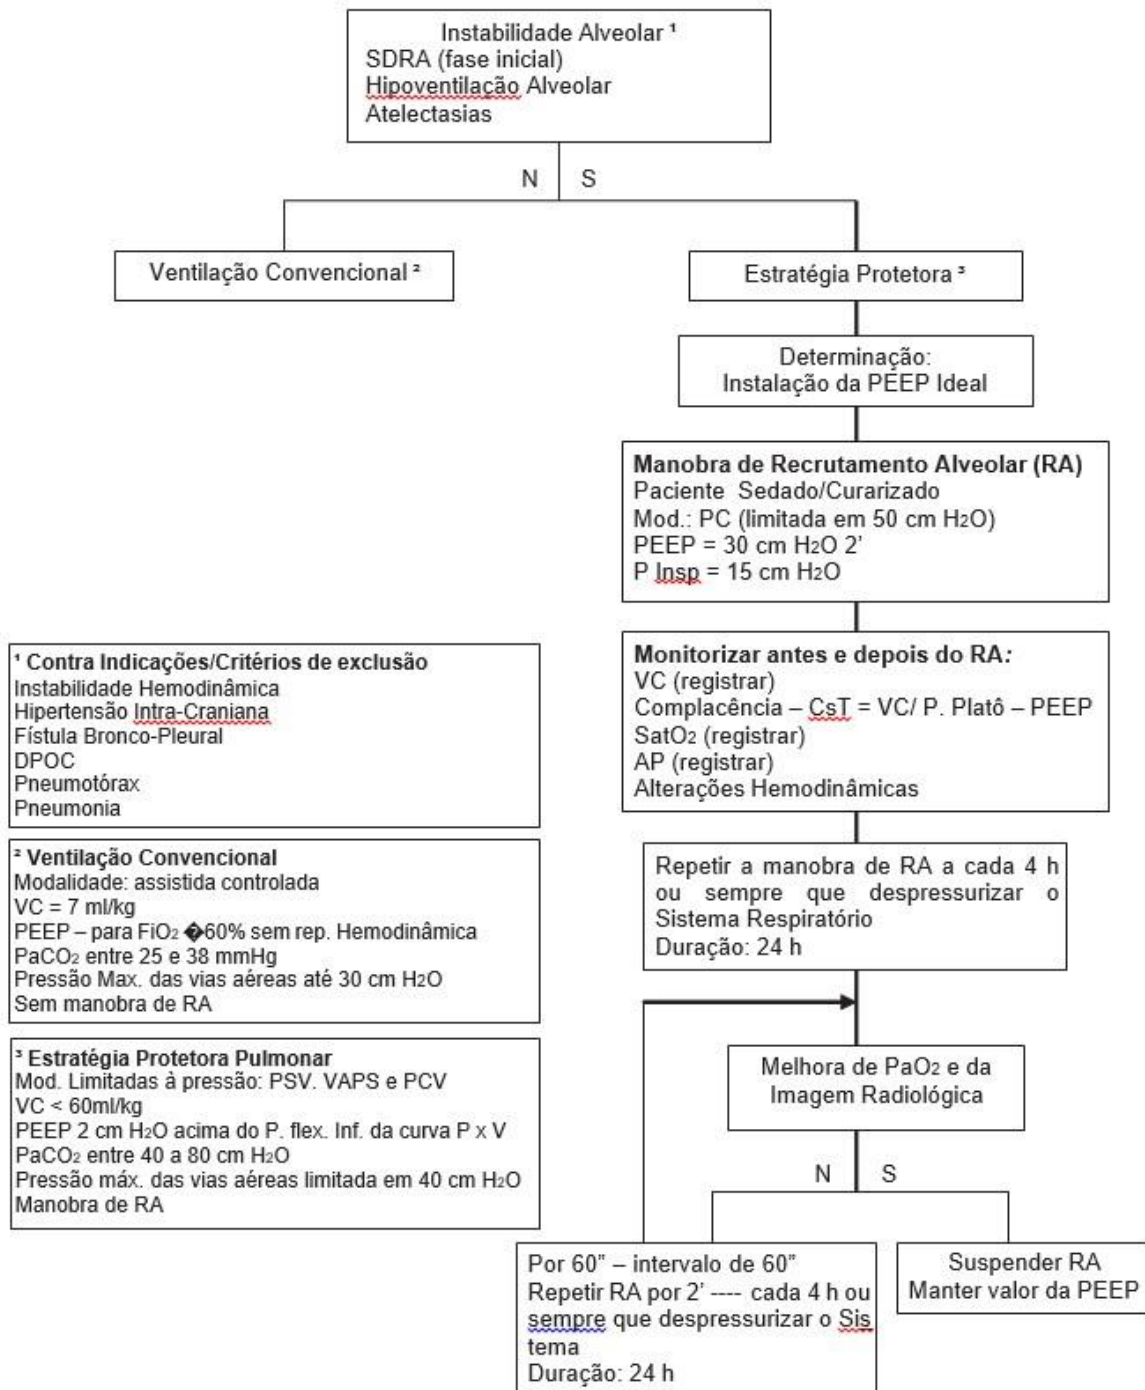 Instabilidade Alveolar ¹
SDRA (fase inicial)
Hipoventilação Alveolar
Atelectasias
N S
Ventilação Convencional ²
Estratégia Protetora ³
Determinação:
Instalação da PEEP Ideal
Manobra de Recrutamento Alveolar (RA)
Paciente Sedado/Curarizado
Mod.: PC (limitada em 50 cm H2O)
PEEP = 30 cm H2O 2’
P Insp = 15 cm H2O
Monitorizar antes e depois do RA:
VC (registrar)
Complacência – CsT = VC/ P. Platô – PEEP
SatO2 (registrar)
AP (registrar)
Alterações Hemodinâmicas
Repetir a manobra de RA a cada 4 h
ou sempre que despressurizar o
Sistema Respiratório
Duração: 24 h
Melhora de PaO2 e da
Imagem Radiológica
N S
Por 60” – intervalo de 60”
Repetir RA por 2’ ---- cada 4 h ou
sempre que despressurizar o Sis
tema
Duração: 24 h
Suspender RA
Manter valor da PEEP
¹ Contra Indicações/Critérios de exclusão
Instabilidade Hemodinâmica
Hipertensão Intra-Craniana
Fístula Bronco-Pleural
DPOC
Pneumotórax
Pneumonia
² Ventilação Convencional
Modalidade: assistida controlada
VC = 7 ml/kg
PEEP – para FiO2 �60% sem rep. Hemodinâmica
PaCO2 entre 25 e 38 mmHg
Pressão Max. das vias aéreas até 30 cm H2O
Sem manobra de RA
³ Estratégia Protetora Pulmonar
Mod. Limitadas à pressão: PSV. VAPS e PCV
VC < 60ml/kg
PEEP 2 cm H2O acima do P. flex. Inf. da curva P x V
PaCO2 entre 40 a 80 cm H2O
Pressão máx. das vias aéreas limitada em 40 cm H2O
Manobra de RA